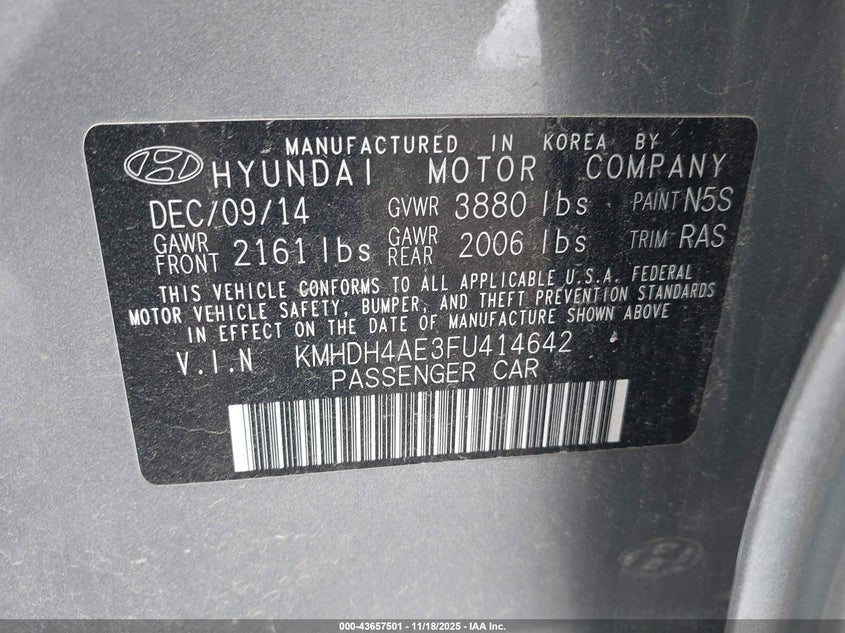 MANUFACTURED IN KOREA BY
HYUNDAI MOTOR COMPANY
DEC/09/14 GVWR 3880 lbs PAINT N5S
GAWR FRONT 2161 lbs GAWR REAR 2006 lbs TRIM RAS
THIS VEHICLE CONFORMS TO ALL APPLICABLE U.S.A. FEDERAL
MOTOR VEHICLE SAFETY, BUMPER, AND THEFT PREVENTION STANDARDS
IN EFFECT ON THE DATE OF MANUFACTURE SHOWN ABOVE
V.I.N KMHDH4AE3FU414642
PASSENGER CAR
000-43657501 - 11/18/2025 - IAA Inc.